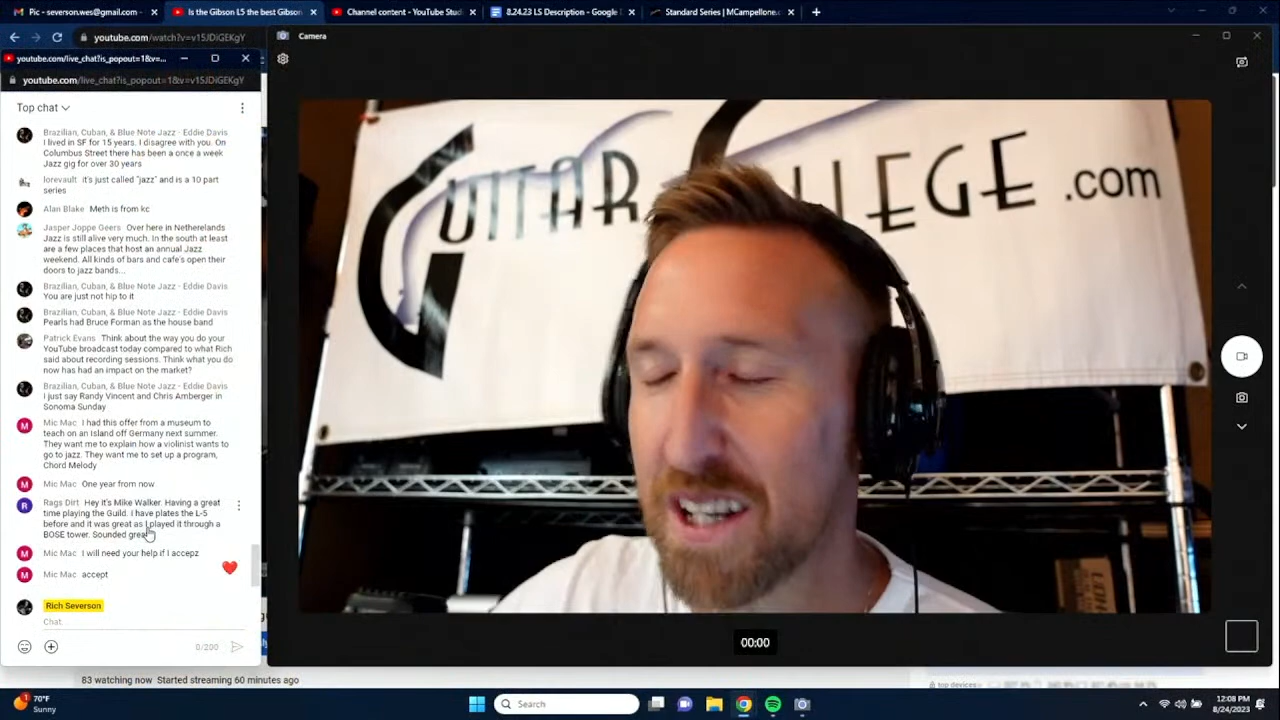 Pic - severson.wes@gmail.com
Is the Gibson L5 the best Gibson
Channel content - YouTube Stud
8.24.23 LS Description - Google
Standard Series | MCampellone.
youtube.com/watch?v=v15JDiGEKgY
Camera
youtube.com/live_chat?is_popout=1&v=...
youtube.com/live_chat?is_popout=1&v=v15JDiGEKgY
Top chat
Brazilian, Cuban, & Blue Note Jazz - Eddie Davis
I lived in SF for 15 years. I disagree with you. On
Columbus Street there has been a once a week
Jazz gig for over 30 years
lorevault it's just called "jazz" and is a 10 part
series
Alan Blake Meth is from kc
Jasper Joppe Geers Over here in Netherelands
Jazz is still alive very much. In the south at least
are a few places that host an annual Jazz
weekend. All kinds of bars and cafe's open their
doors to jazz bands...
Brazilian, Cuban, & Blue Note Jazz - Eddie Davis
You are just not hip to it
Brazilian, Cuban, & Blue Note Jazz - Eddie Davis
Pearls had Bruce Forman as the house band
Patrick Evans Think about the way you do your
YouTube broadcast today compared to what Rich
said about recording sessions. Think what you do
now has had an impact on the market?
Brazilian, Cuban, & Blue Note Jazz - Eddie Davis
I just say Randy Vincent and Chris Amberger in
Sonoma Sunday
Mic Mac I had this offer from a museum to
teach on an Island off Germany next summer.
They want me to explain how a violinist wants to
go to jazz. They want me to set up a program,
Chord Melody
Mic Mac One year from now
Rags Dirt Hey It's Mike Walker. Having a great
time playing the Guild. I have plates the L-5
before and it was great as I played it through a
BOSE tower. Sounded great
Mic Mac I will need your help if I accepz
Mic Mac accept
Rich Severson
Chat
0/200
GUITAR
LEGE .com
00:00
83 watching now Started streaming 60 minutes ago
top devices
70°F
Sunny
Search
12:08 PM
8/24/2023